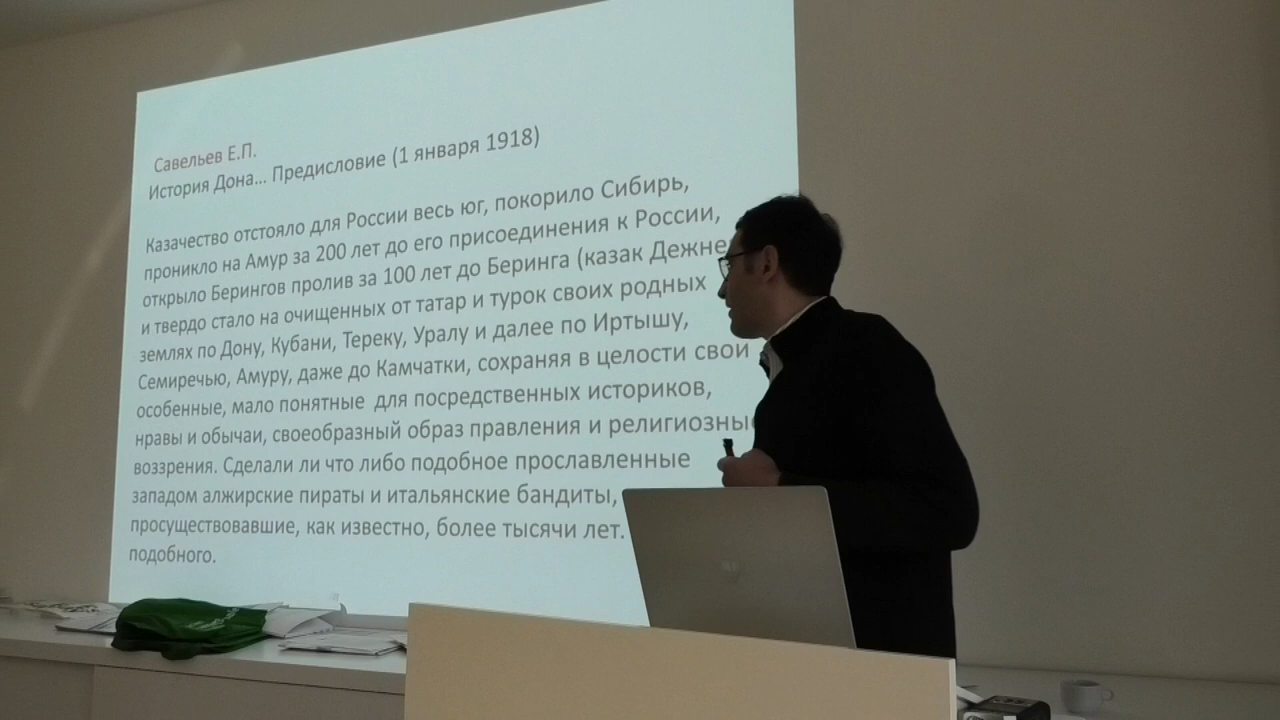 Савельев Е.П.
История Дона... Предисловие (1 января 1918)
Казачество отстояло для России весь юг, покорило Сибирь,
проникло на Амур за 200 лет до его присоединения к России,
открыло Берингов пролив за 100 лет до Беринга (казак Дежне
и твердо стало на очищенных от татар и турок своих родных
землях по Дону, Кубани, Тереку, Уралу и далее по Иртышу,
Семиречью, Амуру, даже до Камчатки, сохраняя в целости свои
особенные, мало понятные для посредственных историков,
нравы и обычаи, своеобразный образ правления и религиозные
воззрения. Сделали ли что либо подобное прославленные
западом алжирские пираты и итальянские бандиты,
просуществовавшие, как известно, более тысячи лет.
подобного.